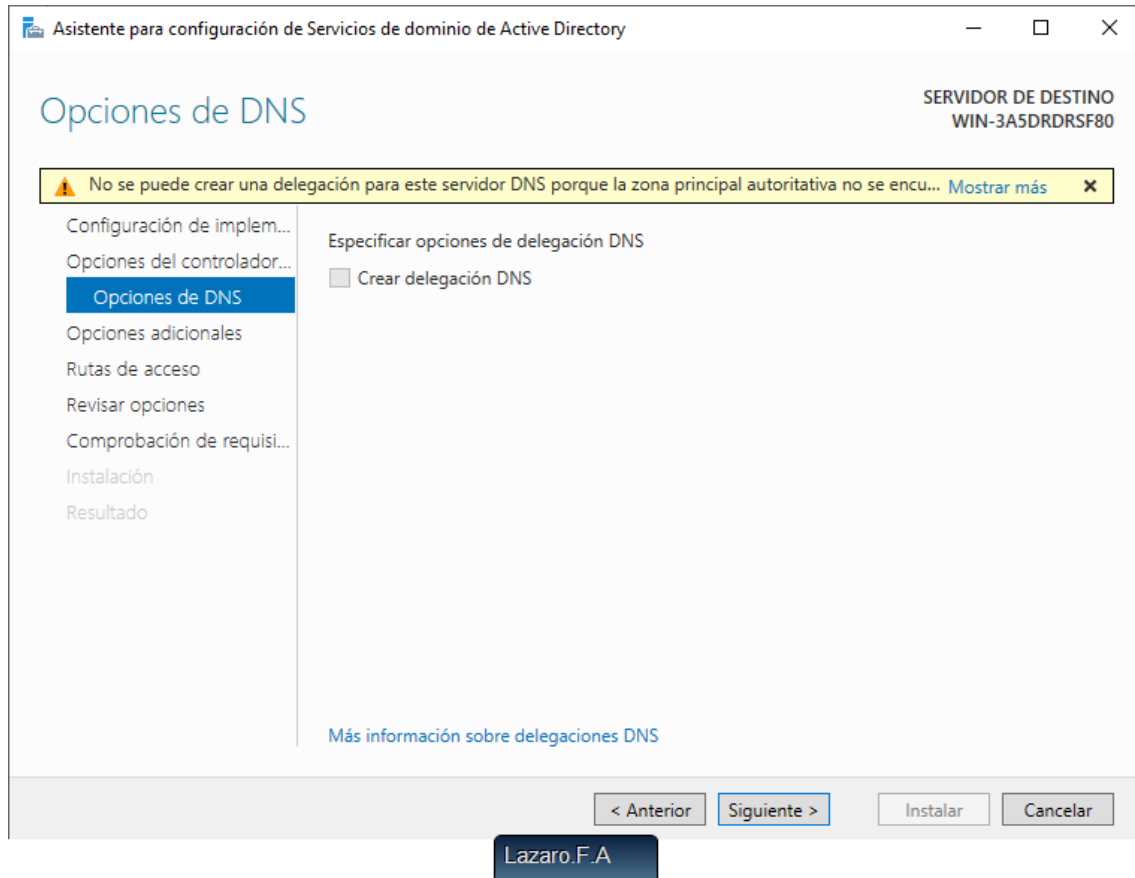 Asistente para configuración de Servicios de dominio de Active Directory
Opciones de DNS
SERVIDOR DE DESTINO
WIN-3A5DRDRSF80
No se puede crear una delegación para este servidor DNS porque la zona principal autoritativa no se encu... Mostrar más
Configuración de implem...
Opciones del controlador...
Opciones de DNS
Opciones adicionales
Rutas de acceso
Revisar opciones
Comprobación de requisi...
Instalación
Resultado
Especificar opciones de delegación DNS
Crear delegación DNS
Más información sobre delegaciones DNS
< Anterior
Siguiente >
Instalar
Cancelar
Lazaro.F.A